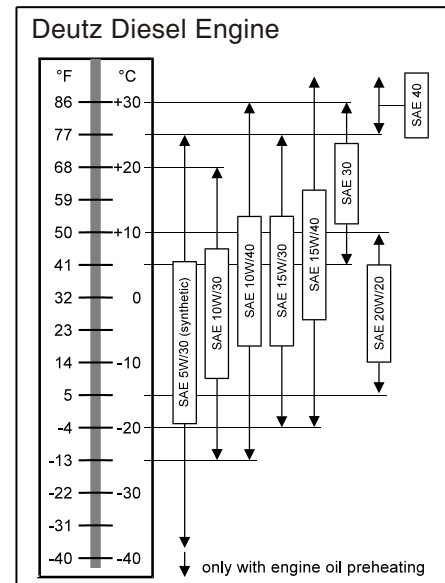 Deutz Diesel Engine
°F °C
86 +30
77
68 +20
59
50 +10
41
32 0
23
14 -10
5
-4 -20
-13
-22 -30
-31
-40 -40
SAE 5W/30 (synthetic)
SAE 10W/30
SAE 10W/40
SAE 15W/30
SAE 15W/40
SAE 30
SAE 20W/20
SAE 40
only with engine oil preheating